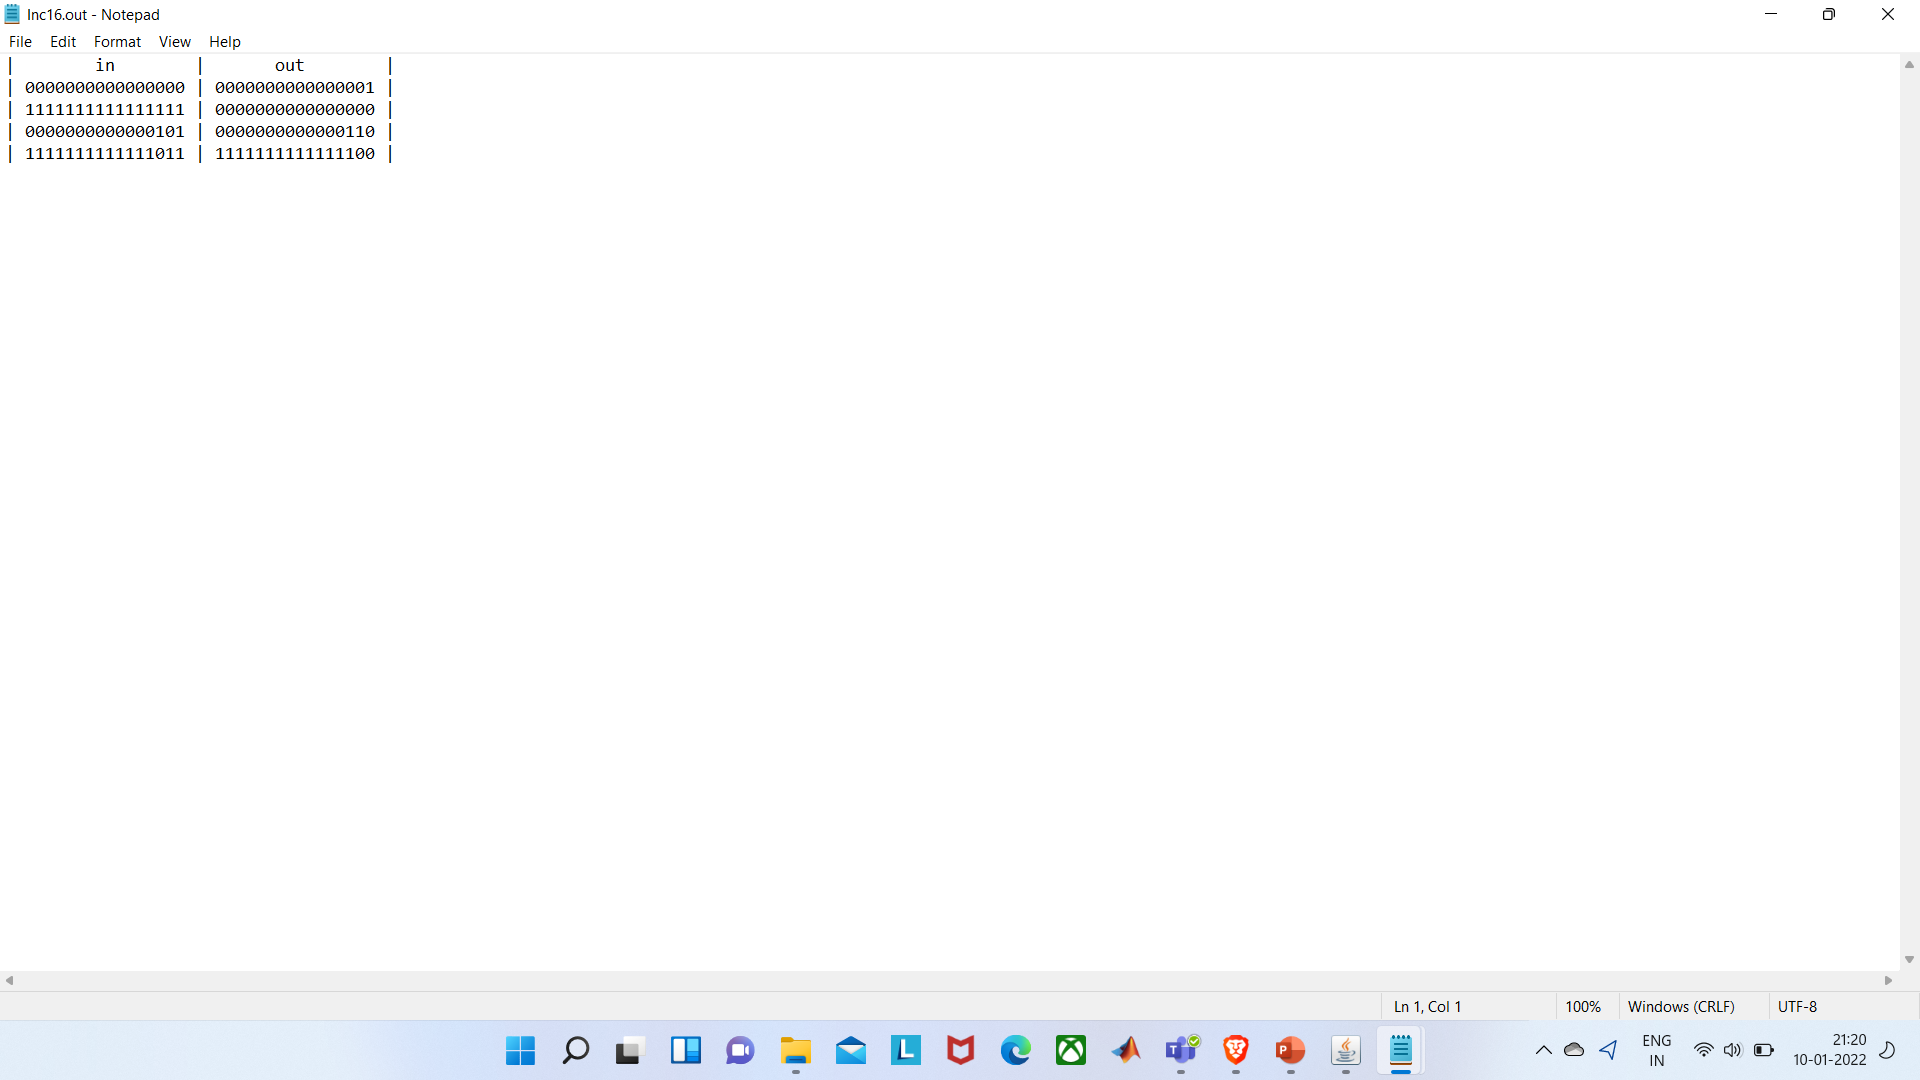 Inc16.out - Notepad
File Edit Format View Help
|        in        |       out        |
| 0000000000000000 | 0000000000000001 |
| 1111111111111111 | 0000000000000000 |
| 0000000000000101 | 0000000000000110 |
| 1111111111111011 | 1111111111111100 |
Ln 1, Col 1 100% Windows (CRLF) UTF-8
L T P
ENG 21:20
IN 10-01-2022